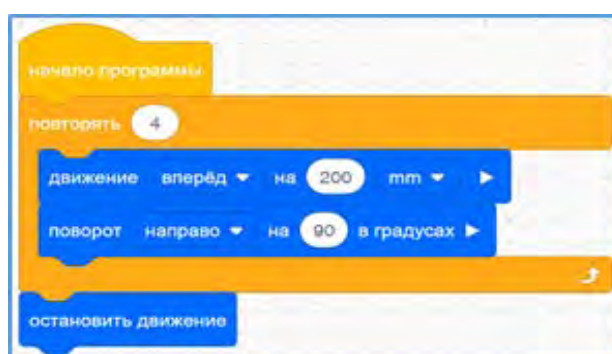 начало программы
повторять 4
движение вперёд на 200 mm
поворот направо на 90 в градусах
остановить движение